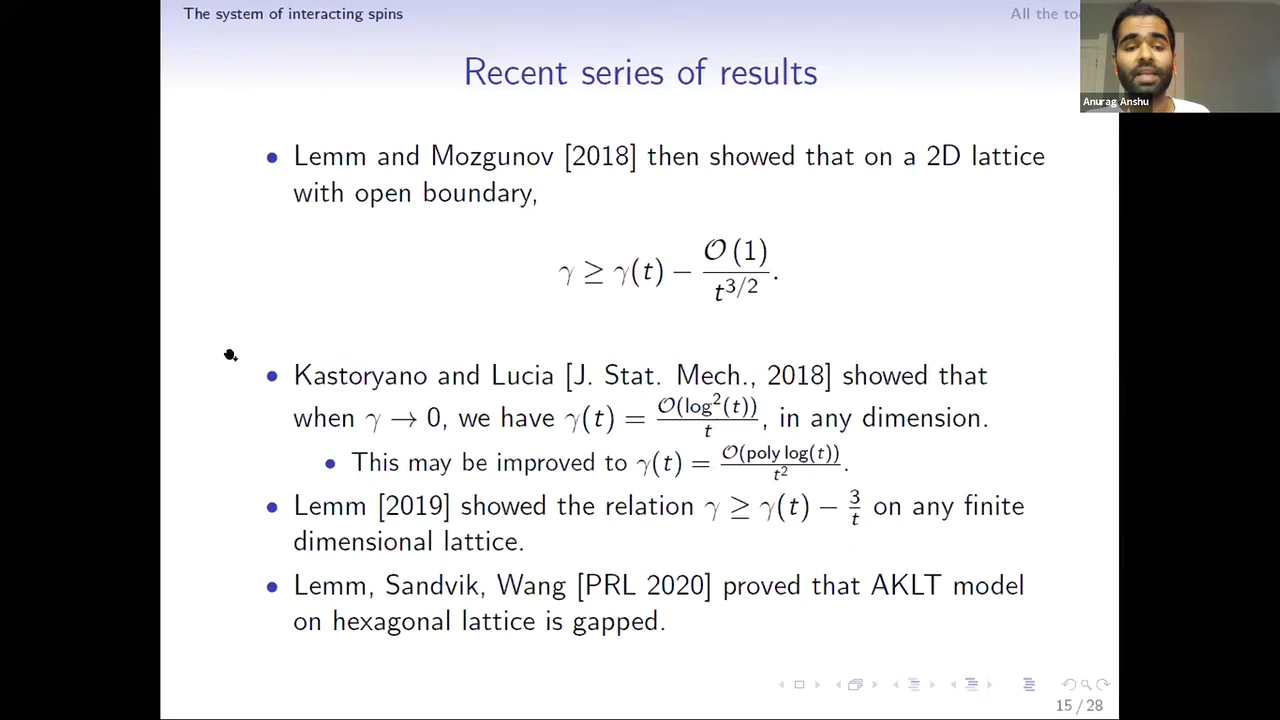 The system of interacting spins
All the to
Recent series of results
Anurag Anshu
• Lemm and Mozgunov [2018] then showed that on a 2D lattice
with open boundary,
γ ≥ γ(t) − O(1)/t^{3/2}.
• Kastoryano and Lucia [J. Stat. Mech., 2018] showed that
when γ → 0, we have γ(t) = O(log²(t))/t, in any dimension.
• This may be improved to γ(t) = O(poly log(t))/t².
• Lemm [2019] showed the relation γ ≥ γ(t) − 3/t on any finite
dimensional lattice.
• Lemm, Sandvik, Wang [PRL 2020] proved that AKLT model
on hexagonal lattice is gapped.
15 / 28